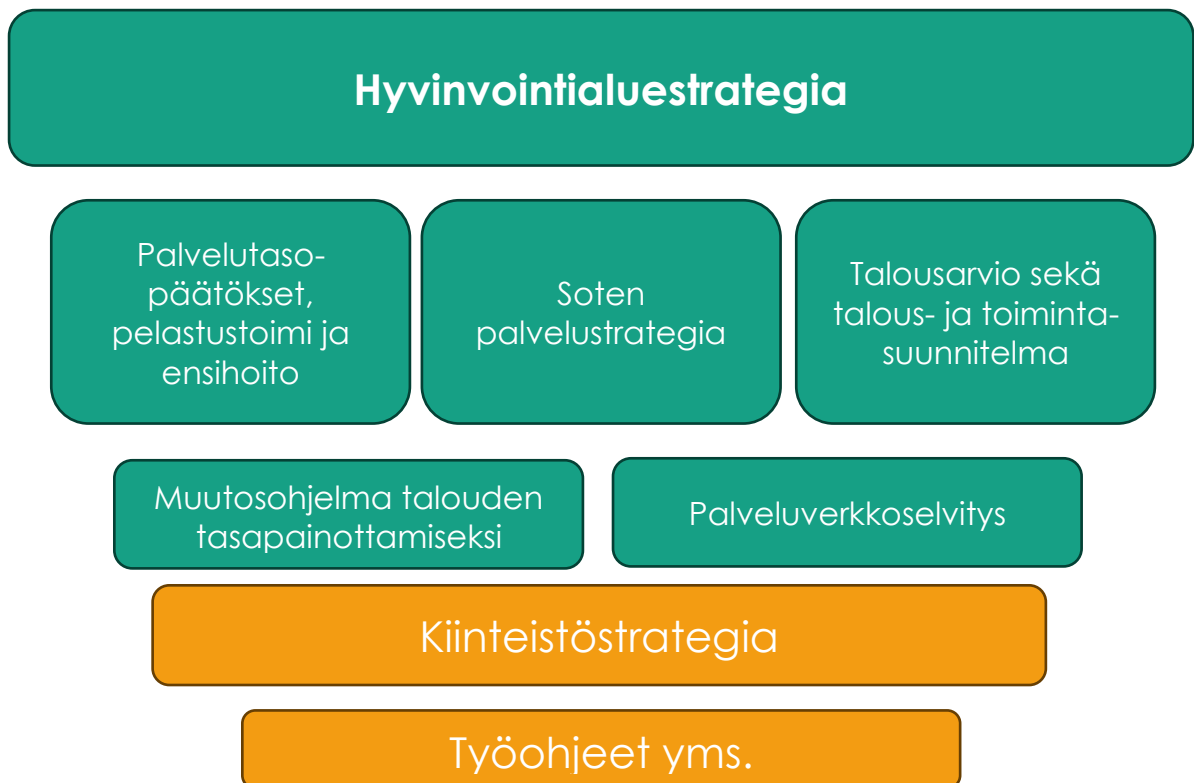 Hyvinvointialuestrategia
Palvelutaso-
päätökset,
pelastustoimi ja
ensihoito
Soten
palvelustrategia
Talousarvio sekä
talous- ja toiminta-
suunnitelma
Muutosohjelma talouden
tasapainottamiseksi
Palveluverkkoselvitys
Kiinteistöstrategia
Työohjeet yms.